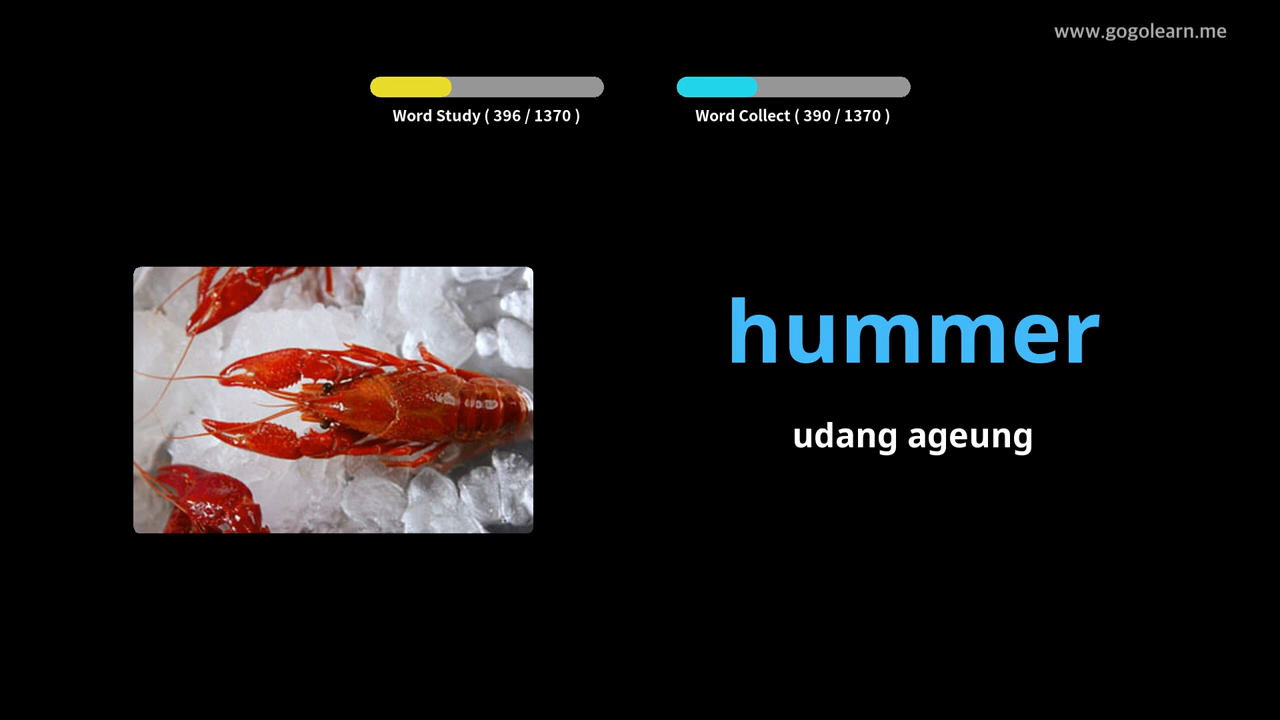 www.gogolearn.me
Word Study ( 396 / 1370 )
Word Collect ( 390 / 1370 )
hummer
udang ageung